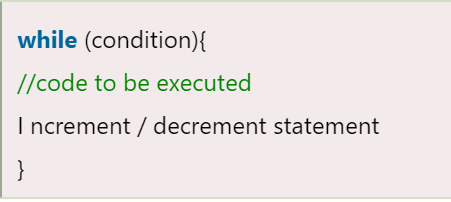 while (condition){
//code to be executed
I ncrement / decrement statement
}